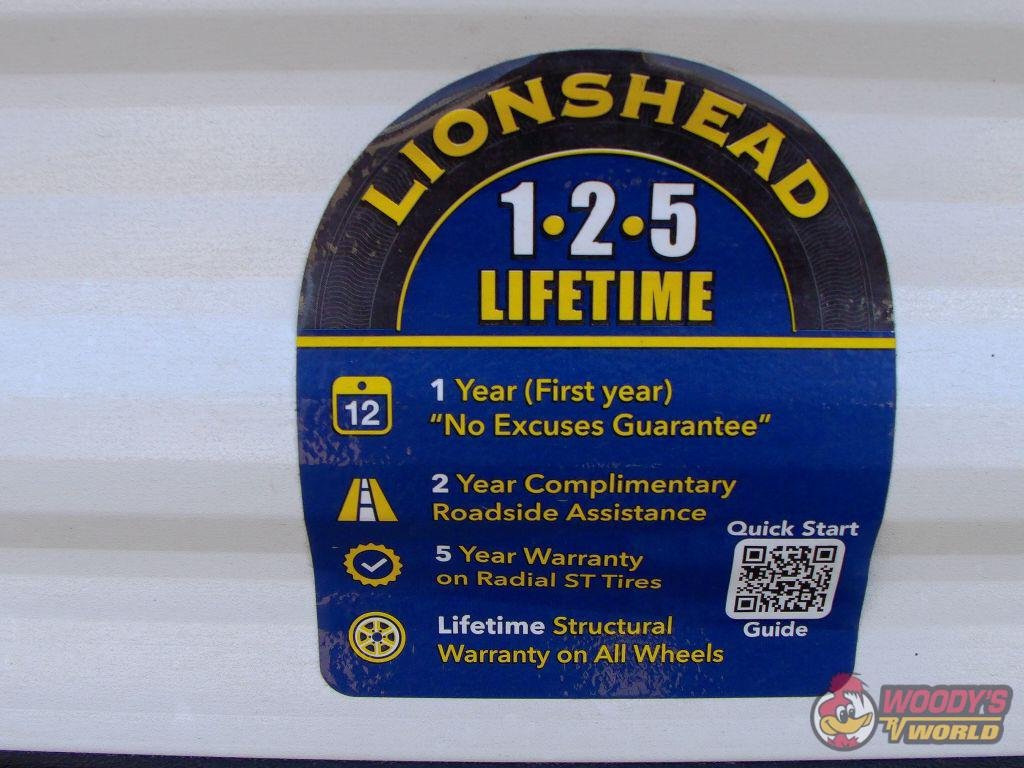 LIONSHEAD
1•2•5
LIFETIME
12
1 Year (First year)
"No Excuses Guarantee"
2 Year Complimentary
Roadside Assistance
5 Year Warranty
on Radial ST Tires
Lifetime Structural
Warranty on All Wheels
Quick Start
Guide
WOODY'S
RV WORLD